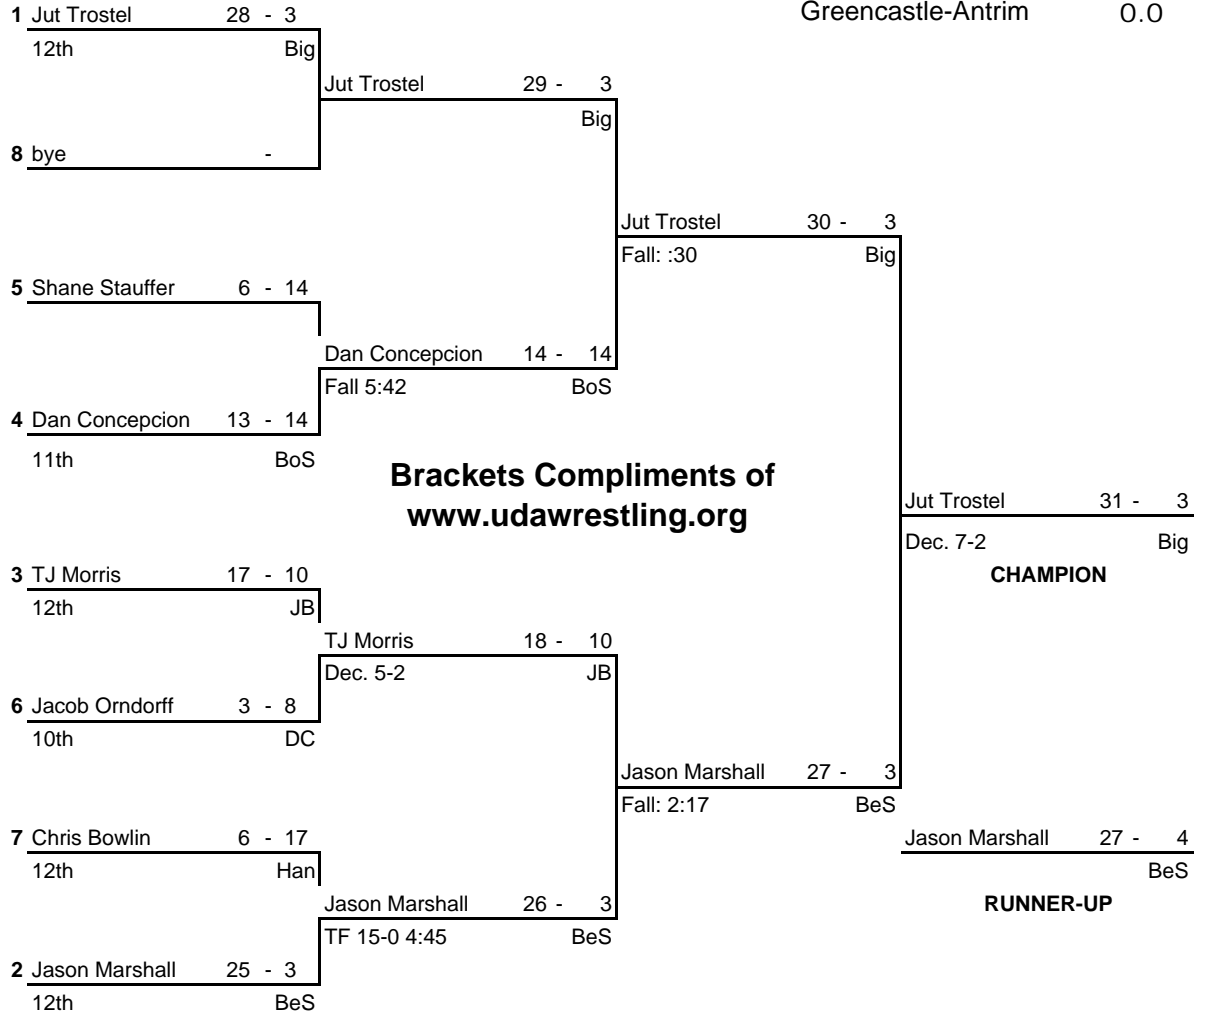 Greencastle-Antrim 0.0
1 Jut Trostel 28 - 3
12th Big
Jut Trostel 29 - 3
Big
8 bye -
Jut Trostel 30 - 3
Fall: :30 Big
5 Shane Stauffer 6 - 14
Dan Concepcion 14 - 14
Fall 5:42 BoS
4 Dan Concepcion 13 - 14
11th BoS
Brackets Compliments of
www.udawrestling.org
Jut Trostel 31 - 3
Dec. 7-2 Big
CHAMPION
3 TJ Morris 17 - 10
12th JB
TJ Morris 18 - 10
Dec. 5-2 JB
6 Jacob Orndorff 3 - 8
10th DC
Jason Marshall 27 - 3
Fall: 2:17 BeS
7 Chris Bowlin 6 - 17
12th Han
Jason Marshall 27 - 4
BeS
RUNNER-UP
Jason Marshall 26 - 3
TF 15-0 4:45 BeS
2 Jason Marshall 25 - 3
12th BeS